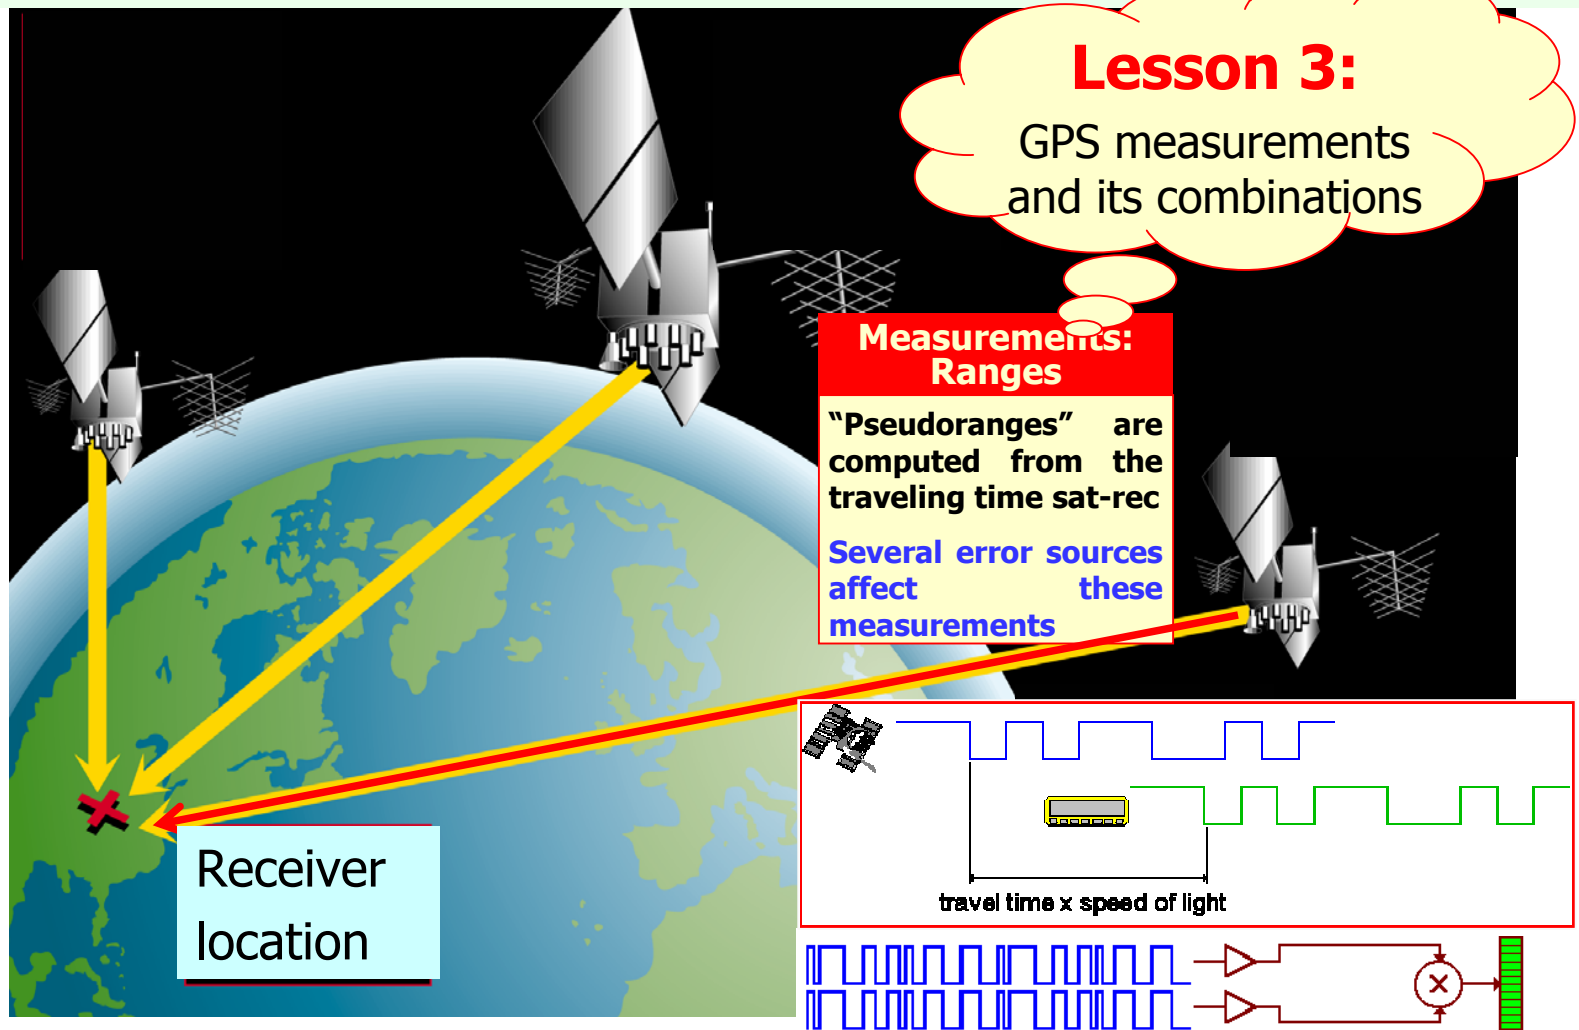 Lesson 3:
GPS measurements
and its combinations
Measurements:
Ranges
“Pseudoranges” are
computed from the
traveling time sat-rec
Several error sources
affect these
measurements
Receiver
location
travel time x speed of light